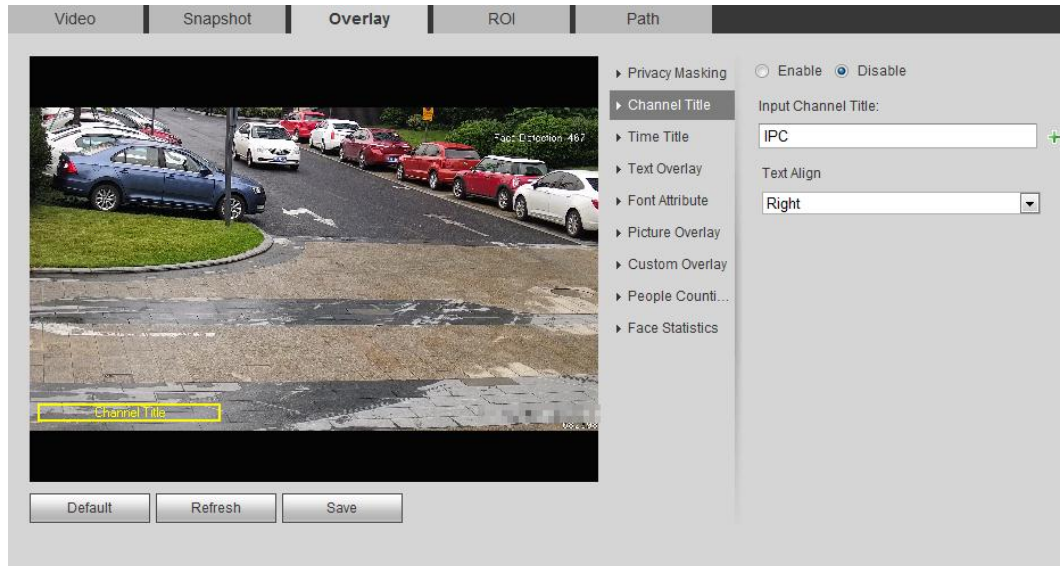 Video Snapshot Overlay ROI Path
Privacy Masking
Channel Title
Time Title
Text Overlay
Font Attribute
Picture Overlay
Custom Overlay
People Counti...
Face Statistics
Enable Disable
Input Channel Title:
IPC
Text Align
Right
Face Detection 467
Channel Title
Default Refresh Save